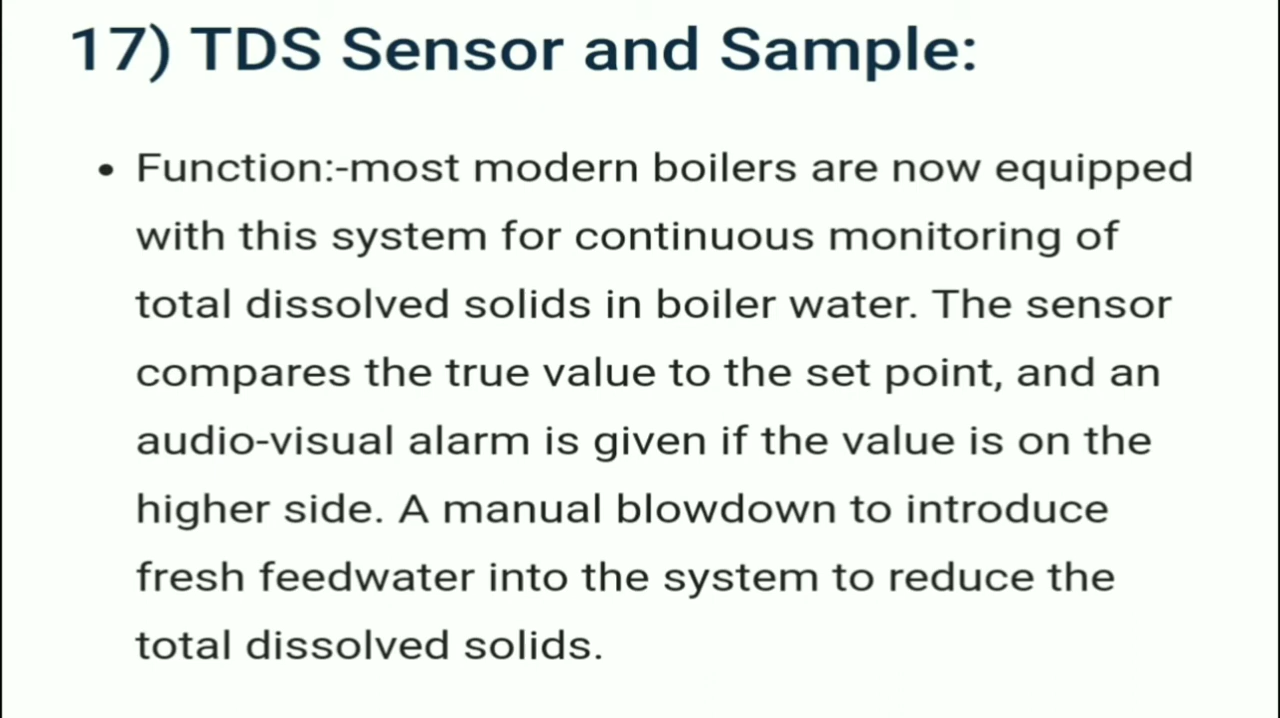 17) TDS Sensor and Sample:
• Function:-most modern boilers are now equipped
with this system for continuous monitoring of
total dissolved solids in boiler water. The sensor
compares the true value to the set point, and an
audio-visual alarm is given if the value is on the
higher side. A manual blowdown to introduce
fresh feedwater into the system to reduce the
total dissolved solids.